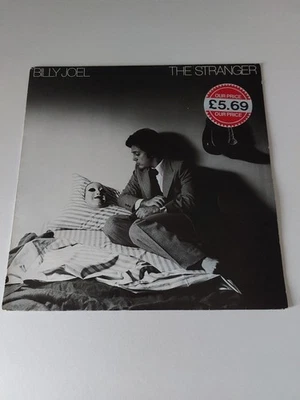 BILLY JOEL THE STRANGER
OUR PRICE
£5.69
OUR PRICE